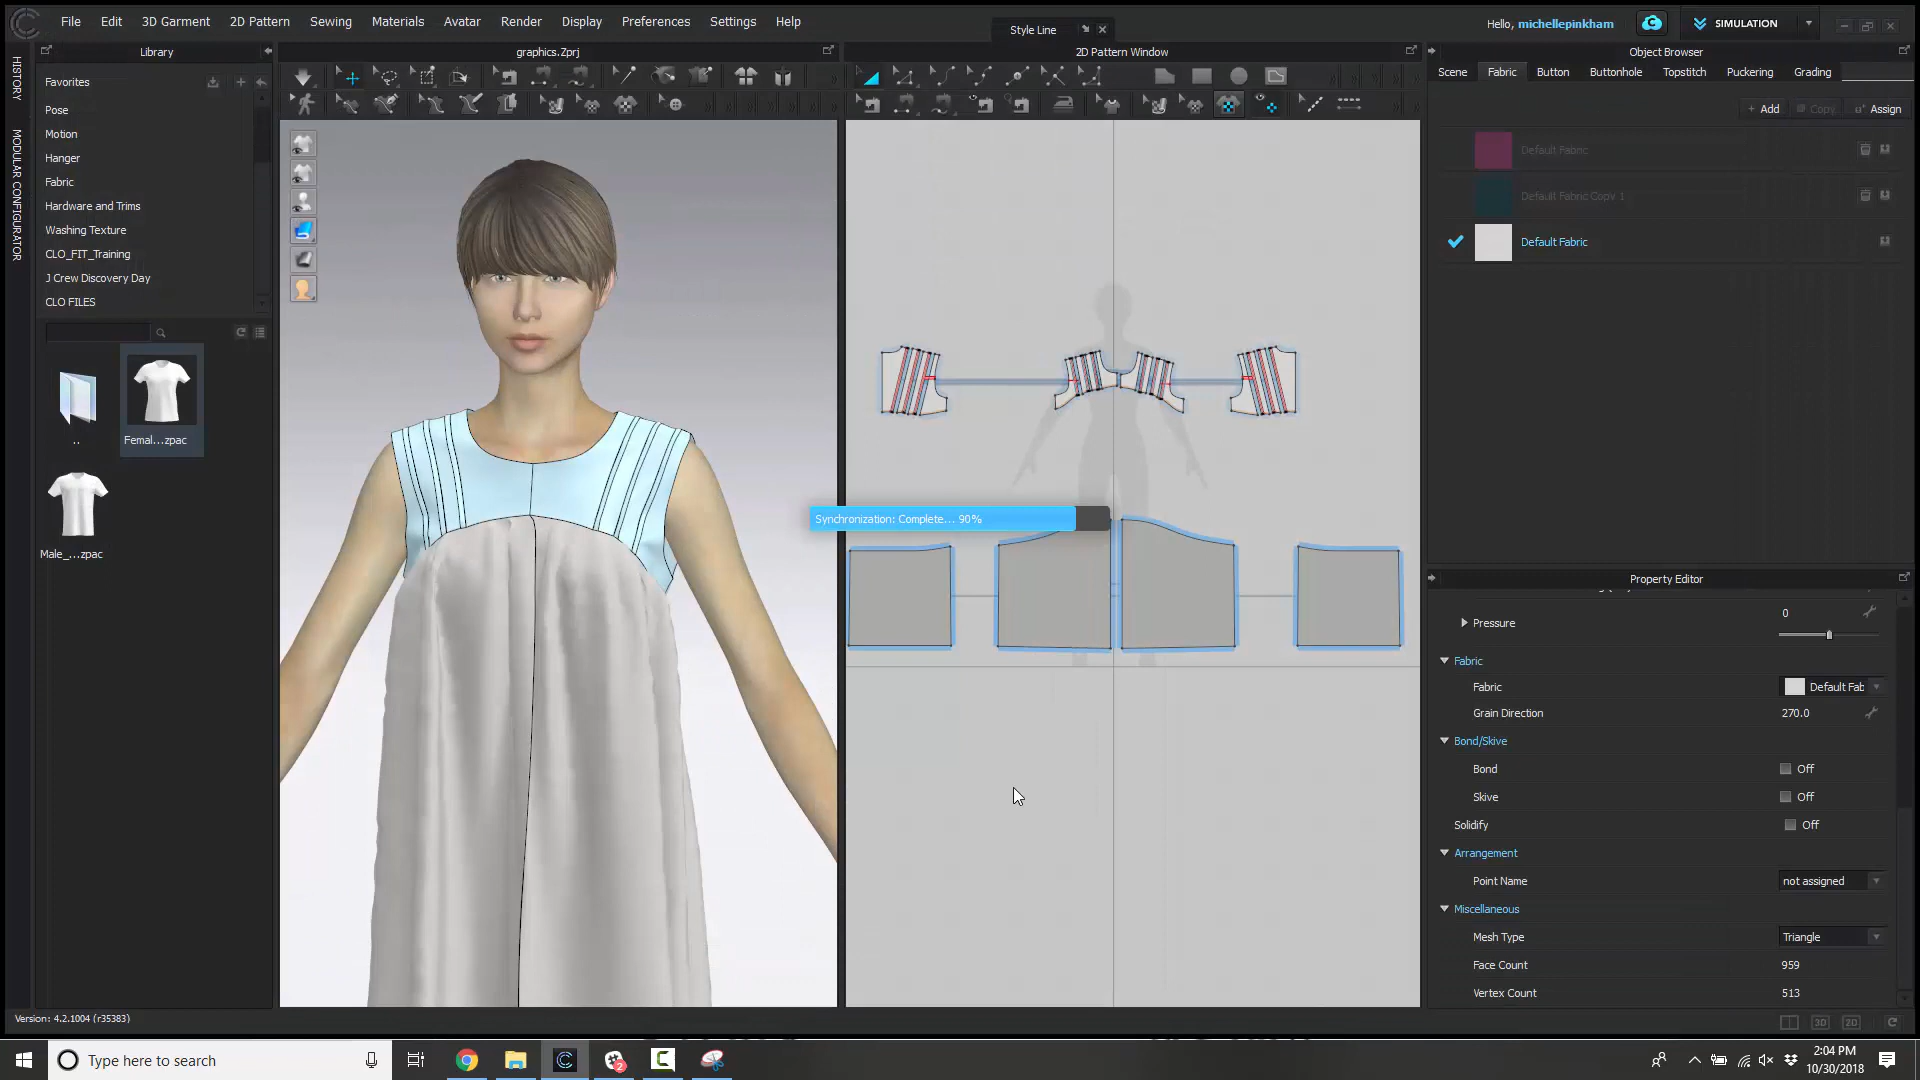 File Edit 3D Garment 2D Pattern Sewing Materials Avatar Render Display Preferences Settings Help
Style Line
Hello, michellepinkham
SIMULATION
Library
graphics.Zprj
2D Pattern Window
Object Browser
HISTORY
MODULAR CONFIGURATOR
Favorites
Pose
Motion
Hanger
Fabric
Hardware and Trims
Washing Texture
CLO_FIT_Training
J Crew Discovery Day
CLO FILES
..
Femal...zpac
Male_...zpac
Synchronization: Complete... 90%
Scene Fabric Button Buttonhole Topstitch Puckering Grading
+ Add Copy Assign
Default Fabric
Default Fabric Copy 1
Default Fabric
Property Editor
Pressure 0
Fabric
Fabric Default Fab
Grain Direction 270.0
Bond/Skive
Bond Off
Skive Off
Solidify Off
Arrangement
Point Name not assigned
Miscellaneous
Mesh Type Triangle
Face Count 959
Vertex Count 513
Version: 4.2.1004 (r35383)
3D 2D
Type here to search
2
2:04 PM
10/30/2018